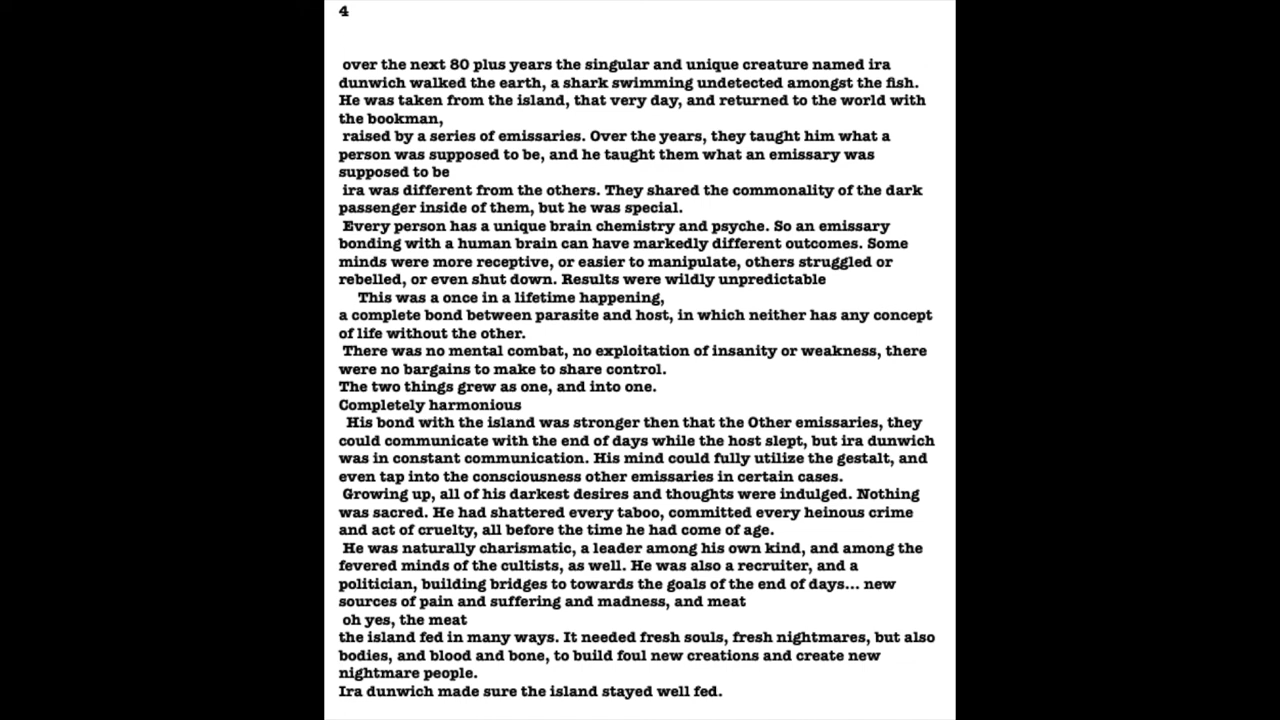 4
over the next 80 plus years the singular and unique creature named ira
dunwich walked the earth, a shark swimming undetected amongst the fish.
He was taken from the island, that very day, and returned to the world with
the bookman,
raised by a series of emissaries. Over the years, they taught him what a
person was supposed to be, and he taught them what an emissary was
supposed to be
ira was different from the others. They shared the commonality of the dark
passenger inside of them, but he was special.
Every person has a unique brain chemistry and psyche. So an emissary
bonding with a human brain can have markedly different outcomes. Some
minds were more receptive, or easier to manipulate, others struggled or
rebelled, or even shut down. Results were wildly unpredictable
This was a once in a lifetime happening,
a complete bond between parasite and host, in which neither has any concept
of life without the other.
There was no mental combat, no exploitation of insanity or weakness, there
were no bargains to make to share control.
The two things grew as one, and into one.
Completely harmonious
His bond with the island was stronger then that the Other emissaries, they
could communicate with the end of days while the host slept, but ira dunwich
was in constant communication. His mind could fully utilize the gestalt, and
even tap into the consciousness other emissaries in certain cases.
Growing up, all of his darkest desires and thoughts were indulged. Nothing
was sacred. He had shattered every taboo, committed every heinous crime
and act of cruelty, all before the time he had come of age.
He was naturally charismatic, a leader among his own kind, and among the
fevered minds of the cultists, as well. He was also a recruiter, and a
politician, building bridges to towards the goals of the end of days... new
sources of pain and suffering and madness, and meat
oh yes, the meat
the island fed in many ways. It needed fresh souls, fresh nightmares, but also
bodies, and blood and bone, to build foul new creations and create new
nightmare people.
Ira dunwich made sure the island stayed well fed.